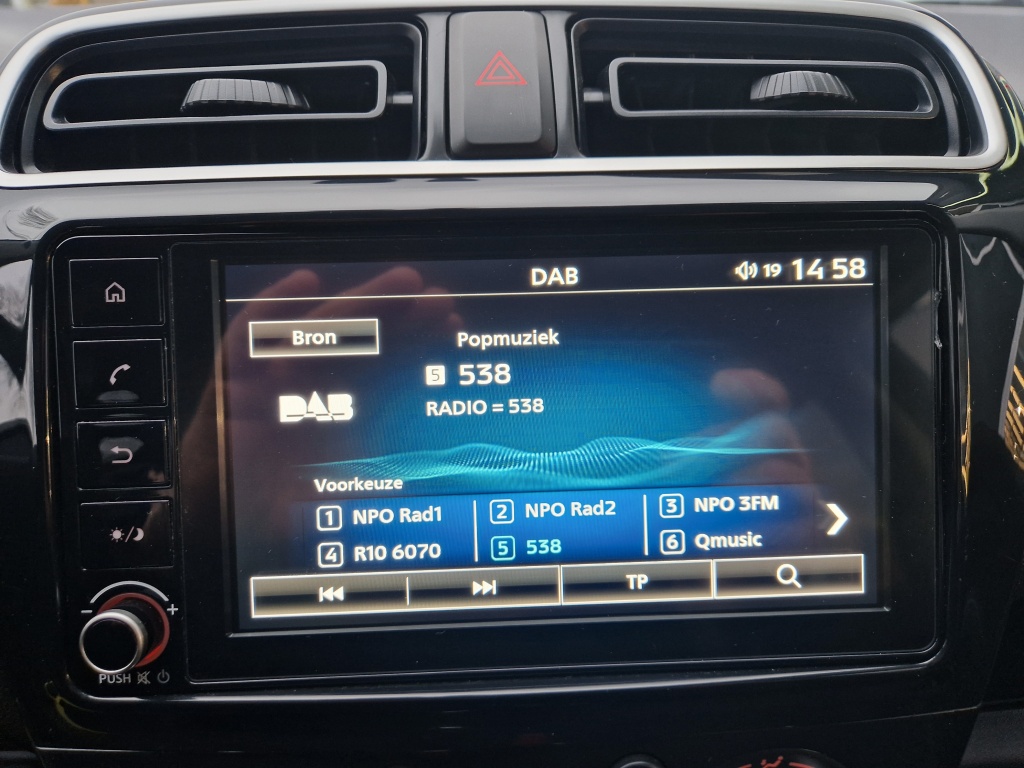 DAB
19 14 58
Bron
Popmuziek
5 538
DAB
RADIO = 538
Voorkeuze
1 NPO Rad1
2 NPO Rad2
3 NPO 3FM
4 R10 6070
5 538
6 Qmusic
TP
- +
PUSH